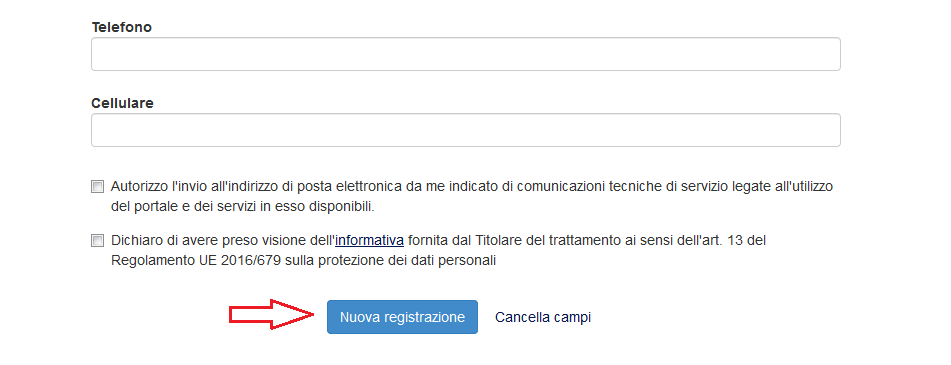 Telefono
Cellulare
Autorizzo l'invio all'indirizzo di posta elettronica da me indicato di comunicazioni tecniche di servizio legate all'utilizzo
del portale e dei servizi in esso disponibili.
Dichiaro di avere preso visione dell'informativa fornita dal Titolare del trattamento ai sensi dell'art. 13 del
Regolamento UE 2016/679 sulla protezione dei dati personali
Nuova registrazione Cancella campi